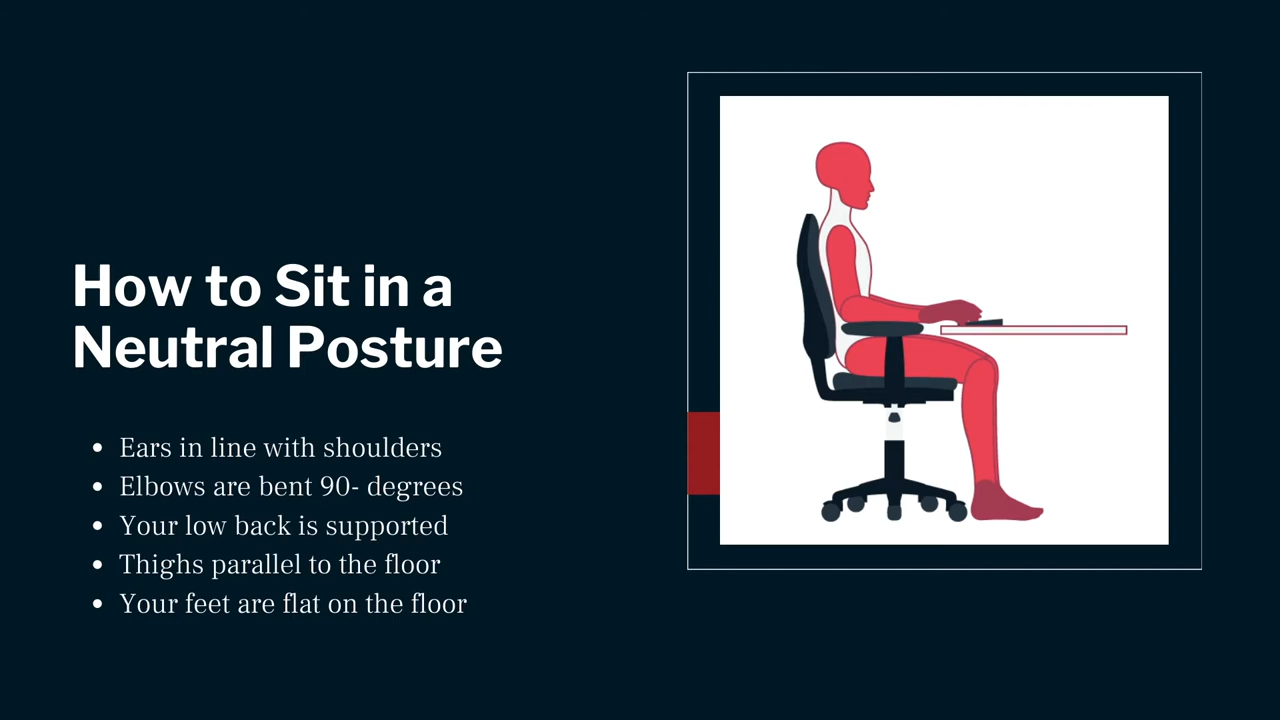 How to Sit in a
Neutral Posture
• Ears in line with shoulders
• Elbows are bent 90- degrees
• Your low back is supported
• Thighs parallel to the floor
• Your feet are flat on the floor